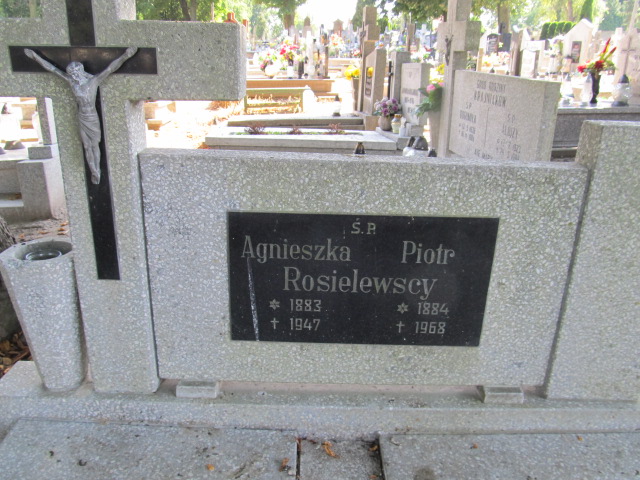 Ś.P.
Agnieszka Piotr
Rosielewscy
✡ 1883 ✡ 1884
† 1947 † 1968